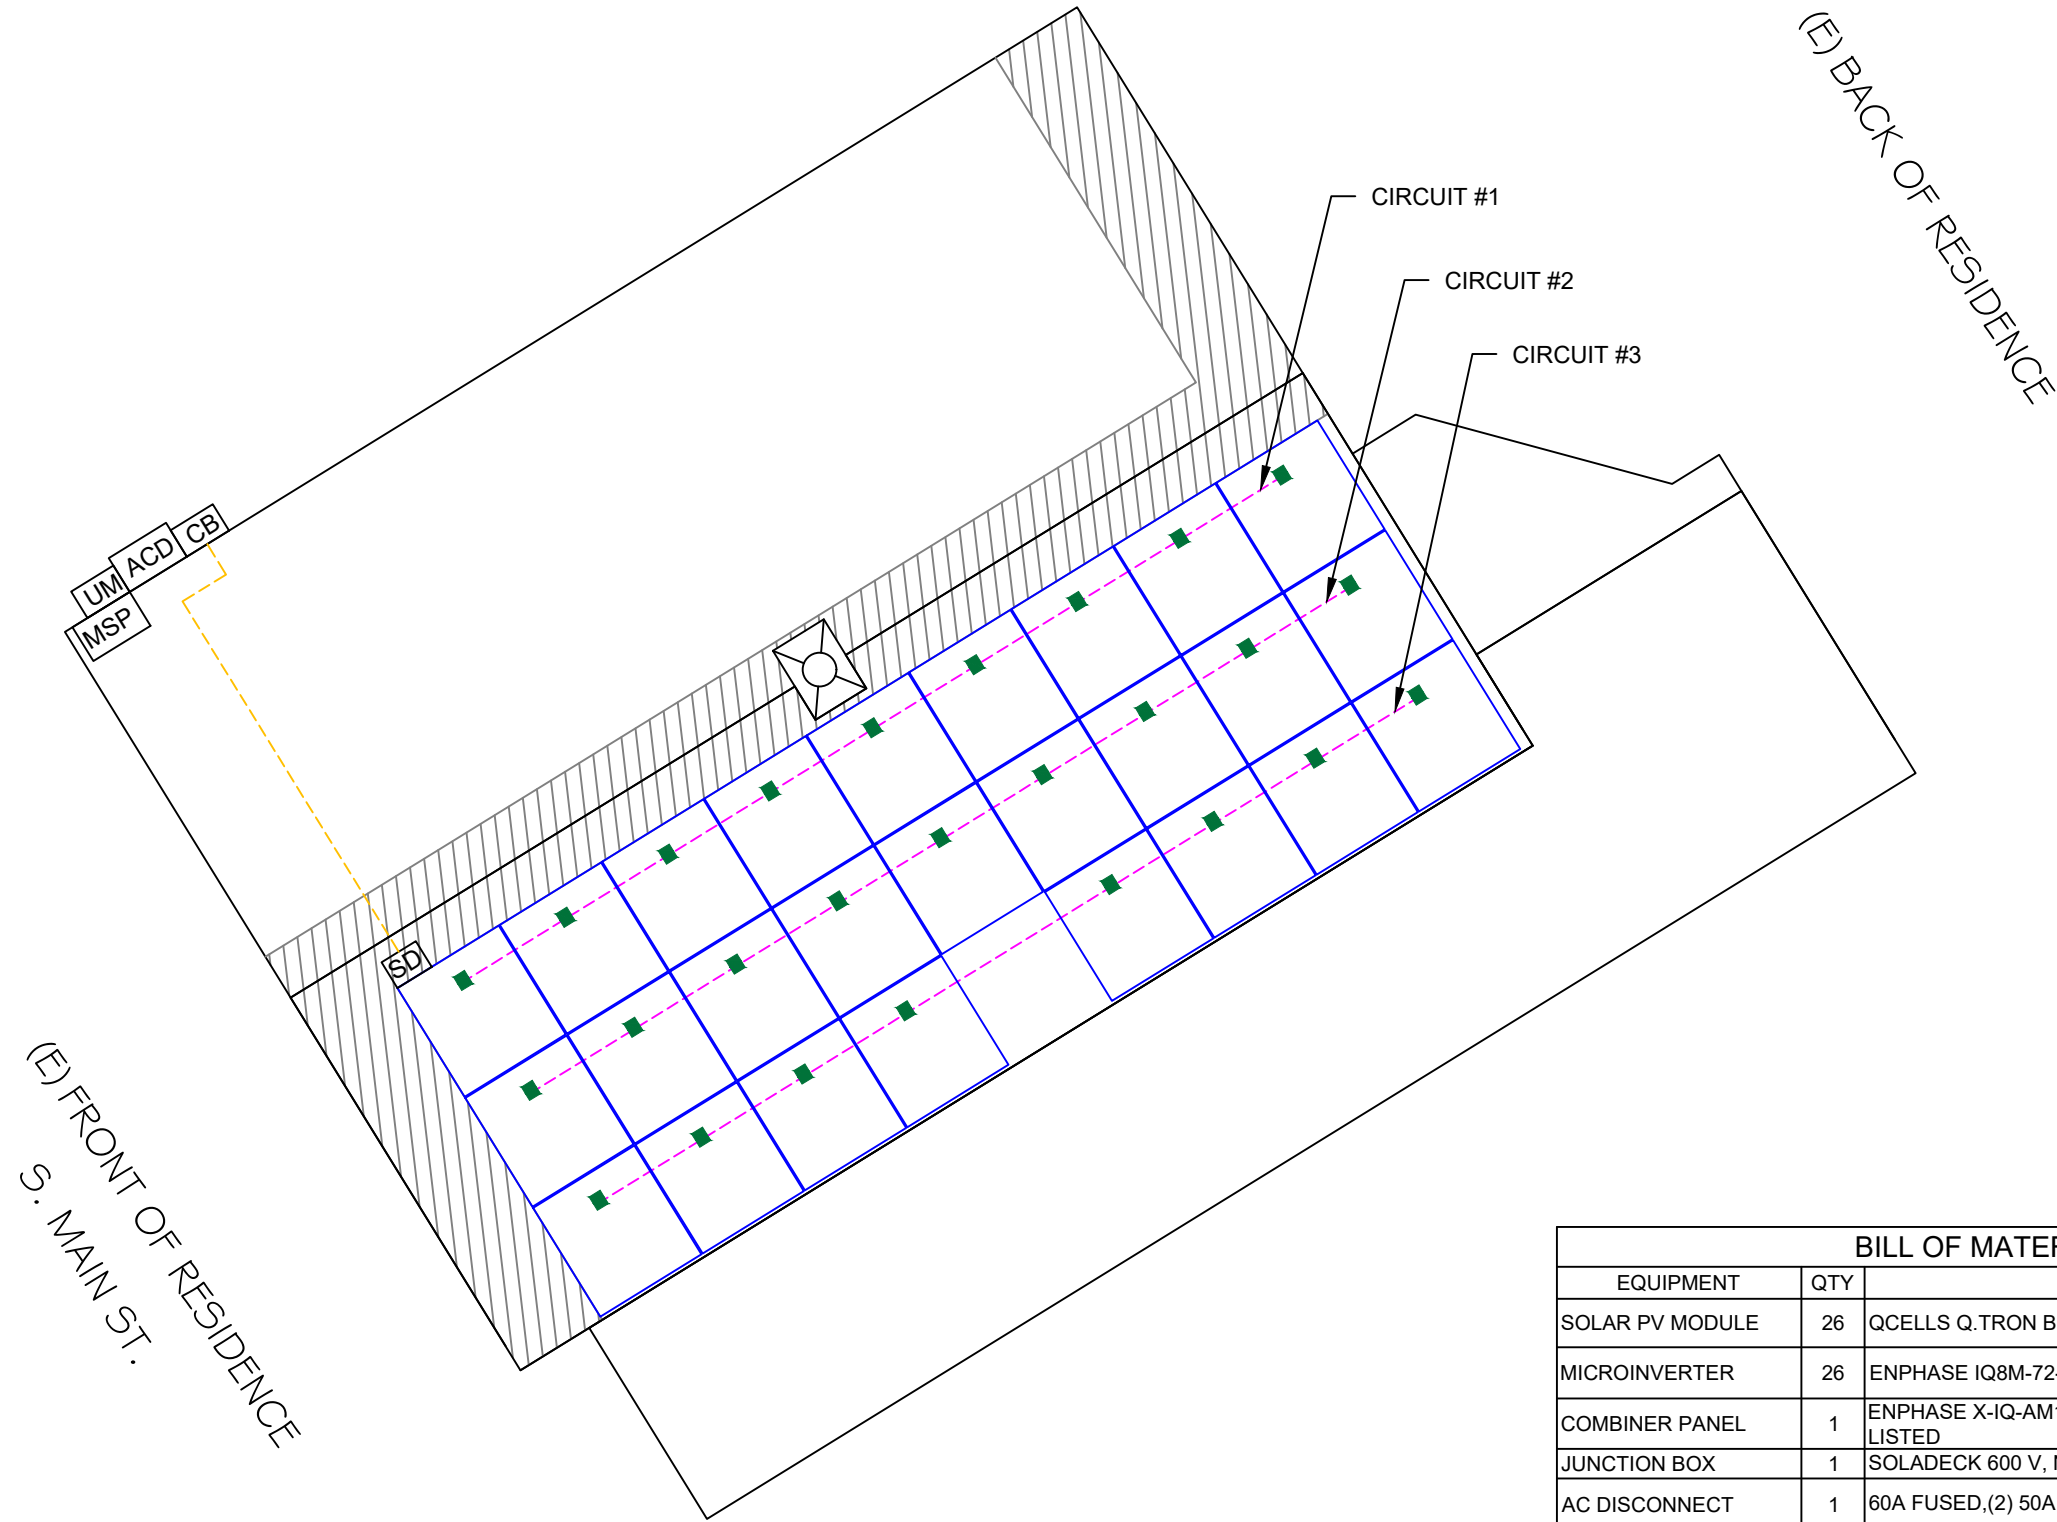 (E) BACK OF RESIDENCE
CIRCUIT #1
CIRCUIT #2
CIRCUIT #3
CB
ACD
UM
MSP
SD
(E) FRONT OF RESIDENCE
S. MAIN ST.
BILL OF MATER
EQUIPMENT QTY
SOLAR PV MODULE 26 QCELLS Q.TRON B
MICROINVERTER 26 ENPHASE IQ8M-72-
COMBINER PANEL 1 ENPHASE X-IQ-AM1
LISTED
JUNCTION BOX 1 SOLADECK 600 V,
AC DISCONNECT 1 60A FUSED,(2) 50A